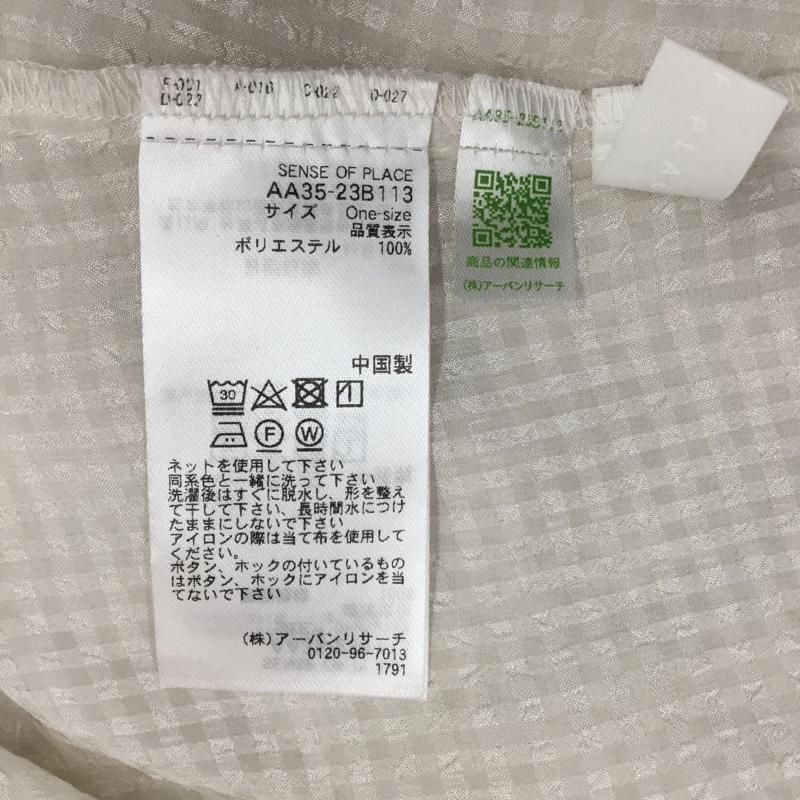 SENSE OF PLACE
AA35-23B113
サイズ One-size
品質表示
ポリエステル 100%
中国製
30
F W
ネットを使用して下さい
同系色と一緒に洗って下さい
洗濯後はすぐに脱水し、形を整え
て干して下さい、長時間水につけ
たままにしないで下さい
アイロンの際は当て布を使用して
ください。
ボタン、ホックの付いているもの
はボタン、ホックにアイロンを当
てないで下さい
(株)アーバンリサーチ
0120-96-7013
1791
商品の関連情報
(株)アーバンリサーチ
PLAC